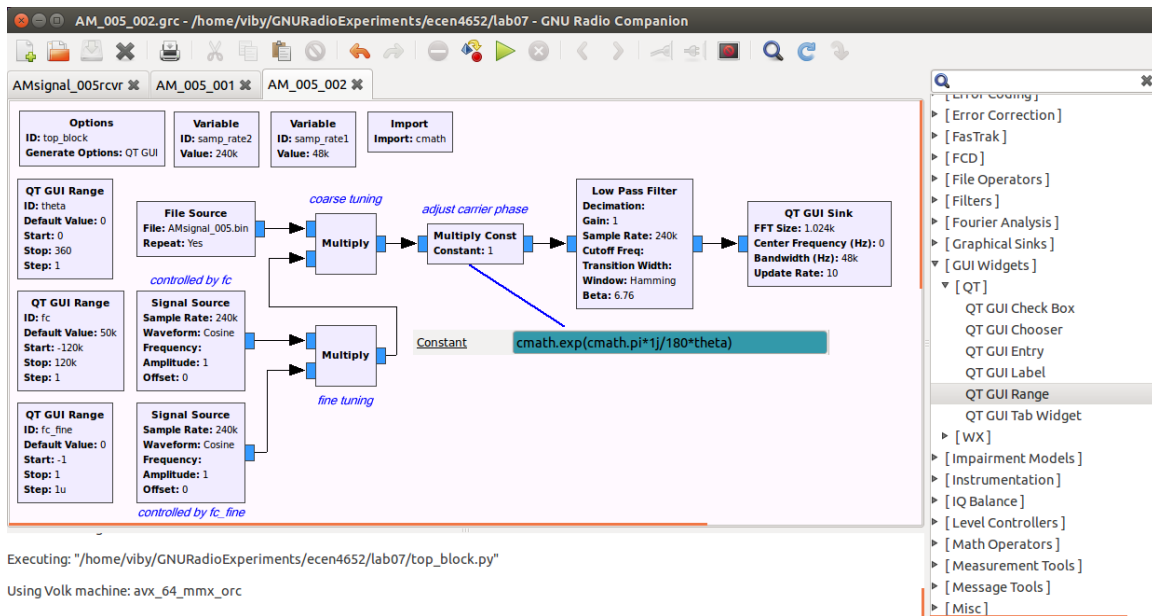 AM_005_002.grc - /home/viby/GNURadioExperiments/ecen4652/lab07 - GNU Radio Companion
AMsignal_005rcvr
AM_005_001
AM_005_002
Options
ID: top_block
Generate Options: QT GUI
Variable
ID: samp_rate2
Value: 240k
Variable
ID: samp_rate1
Value: 48k
Import
Import: cmath
QT GUI Range
ID: theta
Default Value: 0
Start: 0
Stop: 360
Step: 1
File Source
File: AMsignal_005.bin
Repeat: Yes
coarse tuning
Multiply
adjust carrier phase
Multiply Const
Constant: 1
Low Pass Filter
Decimation:
Gain: 1
Sample Rate: 240k
Cutoff Freq:
Transition Width:
Window: Hamming
Beta: 6.76
QT GUI Sink
FFT Size: 1.024k
Center Frequency (Hz): 0
Bandwidth (Hz): 48k
Update Rate: 10
controlled by fc
QT GUI Range
ID: fc
Default Value: 50k
Start: -120k
Stop: 120k
Step: 1
Signal Source
Sample Rate: 240k
Waveform: Cosine
Frequency:
Amplitude: 1
Offset: 0
Multiply
fine tuning
Constant
cmath.exp(cmath.pi*1j/180*theta)
QT GUI Range
ID: fc_fine
Default Value: 0
Start: -1
Stop: 1
Step: 1u
Signal Source
Sample Rate: 240k
Waveform: Cosine
Frequency:
Amplitude: 1
Offset: 0
controlled by fc_fine
Executing: "/home/viby/GNURadioExperiments/ecen4652/lab07/top_block.py"
Using Volk machine: avx_64_mmx_orc
[ Error Coding ]
[ Error Correction ]
[ FasTrak ]
[ FCD ]
[ File Operators ]
[ Filters ]
[ Fourier Analysis ]
[ Graphical Sinks ]
[ GUI Widgets ]
[ QT ]
QT GUI Check Box
QT GUI Chooser
QT GUI Entry
QT GUI Label
QT GUI Range
QT GUI Tab Widget
[ WX ]
[ Impairment Models ]
[ Instrumentation ]
[ IQ Balance ]
[ Level Controllers ]
[ Math Operators ]
[ Measurement Tools ]
[ Message Tools ]
[ Misc ]